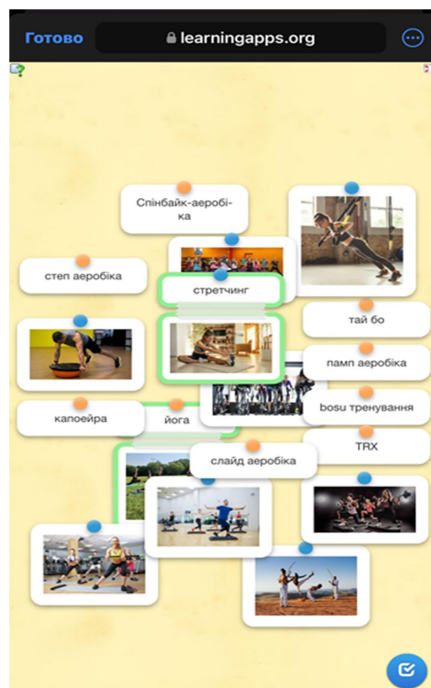 Готово
learningapps.org
Спінбайк-аеробі-
ка
степ аеробіка
стретчинг
тай бо
памп аеробіка
bosu тренування
капоейра
йога
TRX
слайд аеробіка